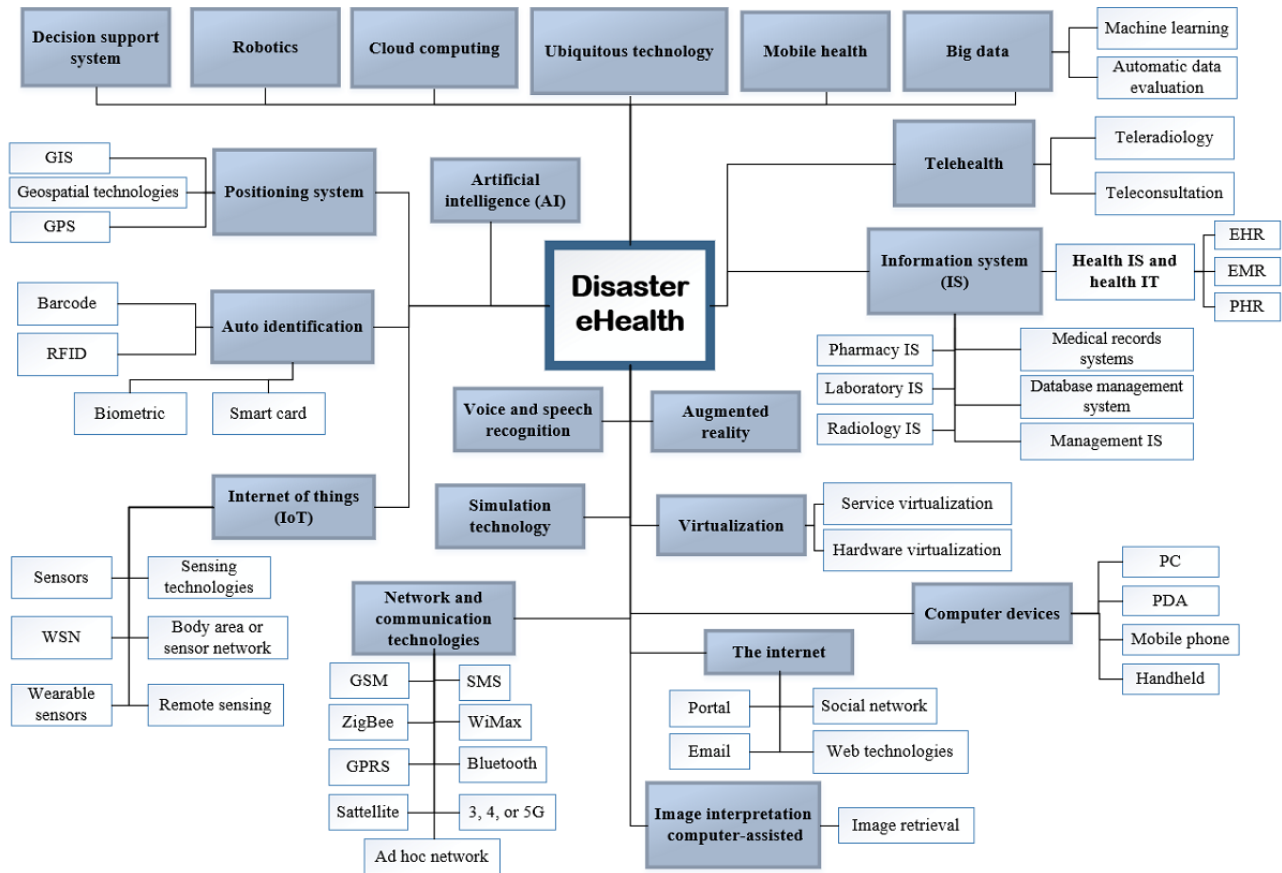 Decision support
system
Robotics
Cloud computing
Ubiquitous technology
Mobile health
Big data
Machine learning
Automatic data
evaluation
GIS
Geospatial technologies
GPS
Positioning system
Artificial
intelligence (AI)
Telehealth
Teleradiology
Teleconsultation
Disaster
eHealth
Information system
(IS)
Health IS and
health IT
EHR
EMR
PHR
Barcode
RFID
Auto identification
Biometric
Smart card
Pharmacy IS
Laboratory IS
Radiology IS
Medical records
systems
Database management
system
Management IS
Voice and speech
recognition
Augmented
reality
Internet of things
(IoT)
Simulation
technology
Virtualization
Service virtualization
Hardware virtualization
Sensors
Sensing
technologies
WSN
Body area or
sensor network
Wearable
sensors
Remote sensing
Network and
communication
technologies
GSM
SMS
ZigBee
WiMax
GPRS
Bluetooth
Sattellite
3, 4, or 5G
Ad hoc network
Computer devices
PC
PDA
Mobile phone
Handheld
The internet
Portal
Social network
Email
Web technologies
Image interpretation
computer-assisted
Image retrieval